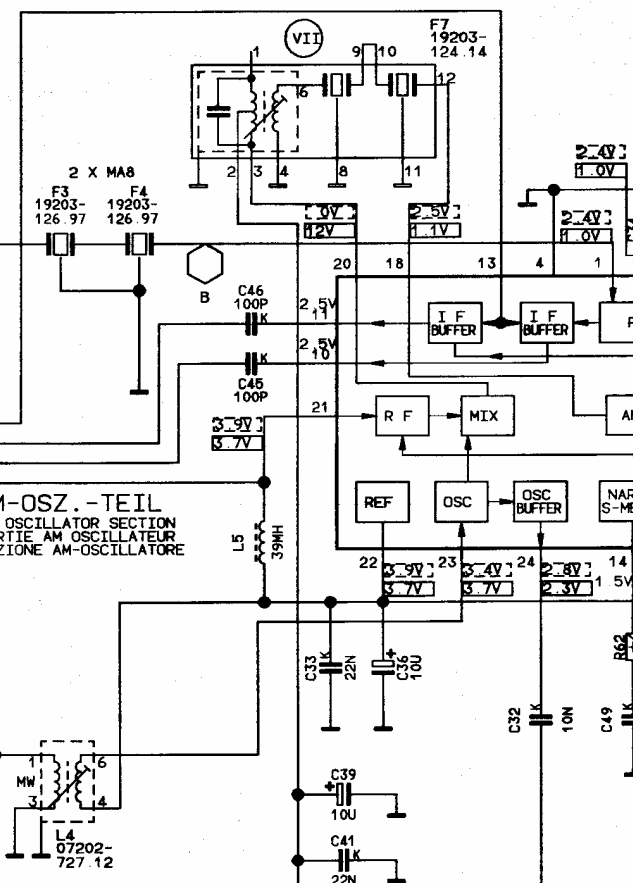 F7
19203-
124.14
VII
1
9
10
12
6
2
3
4
8
11
2 X MA8
F3
19203-
126.97
F4
19203-
126.97
B
0V
12V
2.5V
1.1V
2.4V
1.0V
2.4V
1.0V
20
18
13
4
1
C46
100P
K
2.5V
11
2.5V
10
K
C45
100P
I F
BUFFER
I F
BUFFER
21
3.9V
3.7V
R F
MIX
M-OSZ.-TEIL
OSCILLATOR SECTION
RTIE AM OSCILLATEUR
ZIONE AM-OSCILLATORE
L5
39MH
REF
OSC
OSC
BUFFER
NAR
S-ME
22
3.9V
3.7V
23
3.4V
3.7V
24
2.8V
2.3V
14
1.5V
C33
K
22N
+
C36
10U
R62
C32
K
10N
C49
K
1
6
MW
3
4
L4
07202-
727.12
+
C39
10U
C41
K
22N